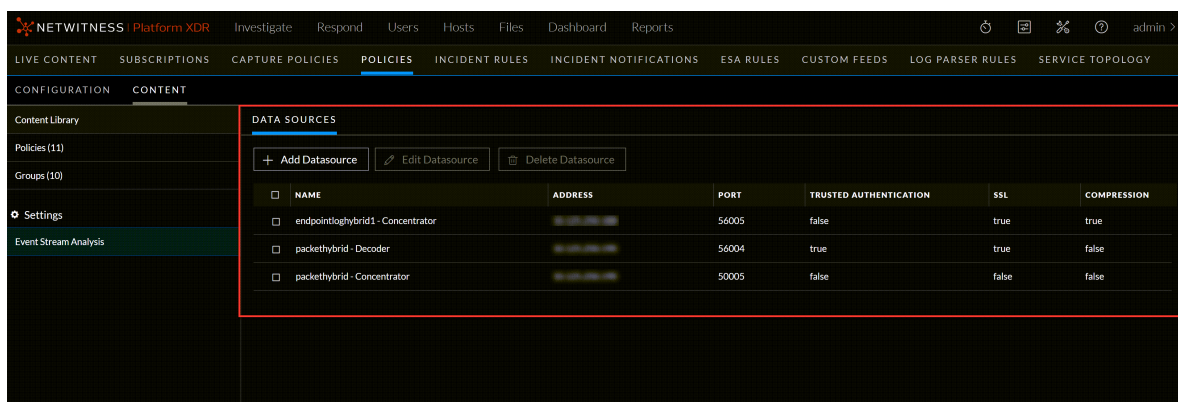 NETWITNESS | Platform XDR Investigate Respond Users Hosts Files Dashboard Reports admin >
LIVE CONTENT SUBSCRIPTIONS CAPTURE POLICIES POLICIES INCIDENT RULES INCIDENT NOTIFICATIONS ESA RULES CUSTOM FEEDS LOG PARSER RULES SERVICE TOPOLOGY
CONFIGURATION CONTENT
Content Library
Policies (11)
Groups (10)
Settings
Event Stream Analysis
DATA SOURCES
+ Add Datasource Edit Datasource Delete Datasource
NAME ADDRESS PORT TRUSTED AUTHENTICATION SSL COMPRESSION
endpointloghybrid1 - Concentrator 56005 false true true
packethybrid - Decoder 56004 true true false
packethybrid - Concentrator 50005 false false false